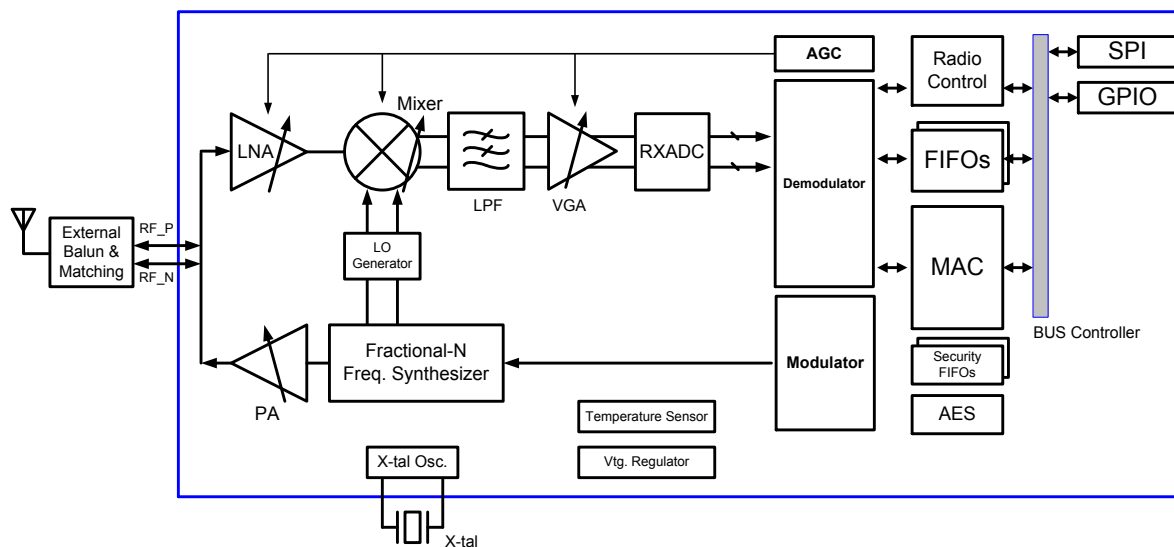 AGC
Radio
Control
SPI
GPIO
Mixer
LNA
LPF
VGA
RXADC
Demodulator
FIFOs
MAC
BUS Controller
External
Balun &
Matching
RF_P
RF_N
LO
Generator
Fractional-N
Freq. Synthesizer
PA
Modulator
Security
FIFOs
AES
Temperature Sensor
Vtg. Regulator
X-tal Osc.
X-tal